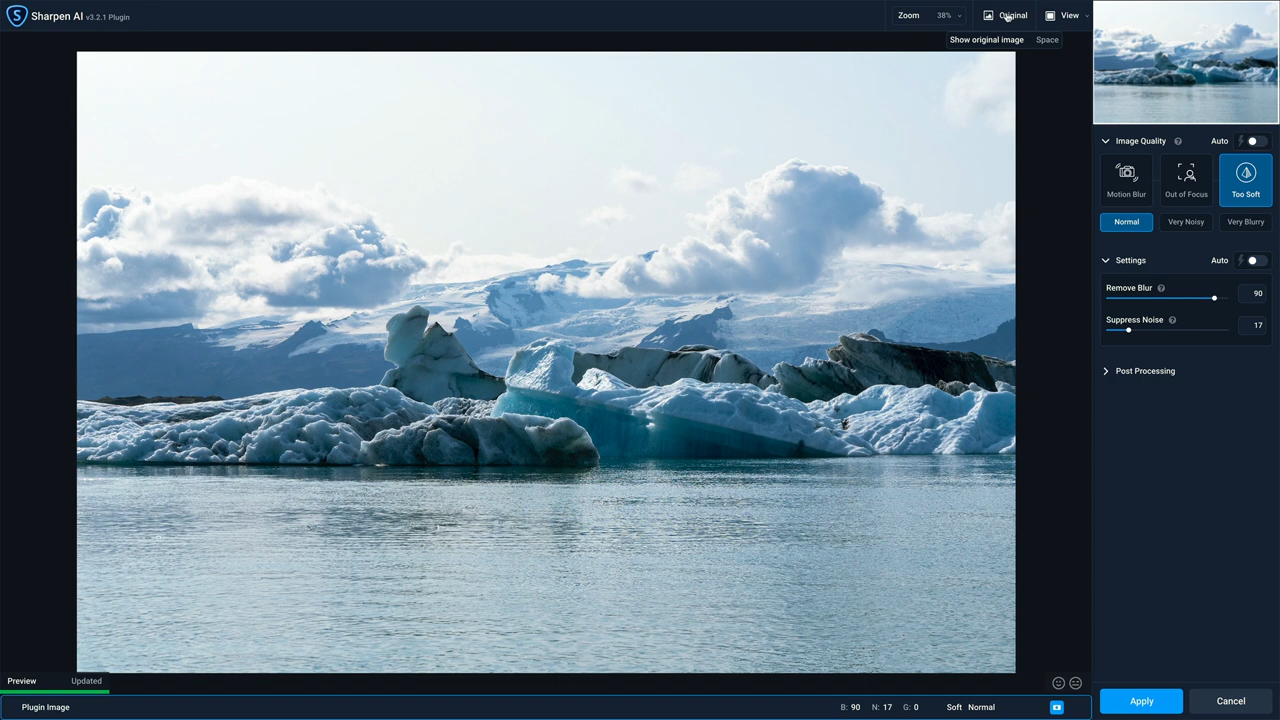 Sharpen AI v3.2.1 Plugin
Zoom 38% Original View
Show original image Space
Image Quality ? Auto
Motion Blur Out of Focus Too Soft
Normal Very Noisy Very Blurry
Settings Auto
Remove Blur ? 90
Suppress Noise ? 17
Post Processing
Preview Updated
Plugin Image B: 90 N: 17 G: 0 Soft Normal
Apply Cancel